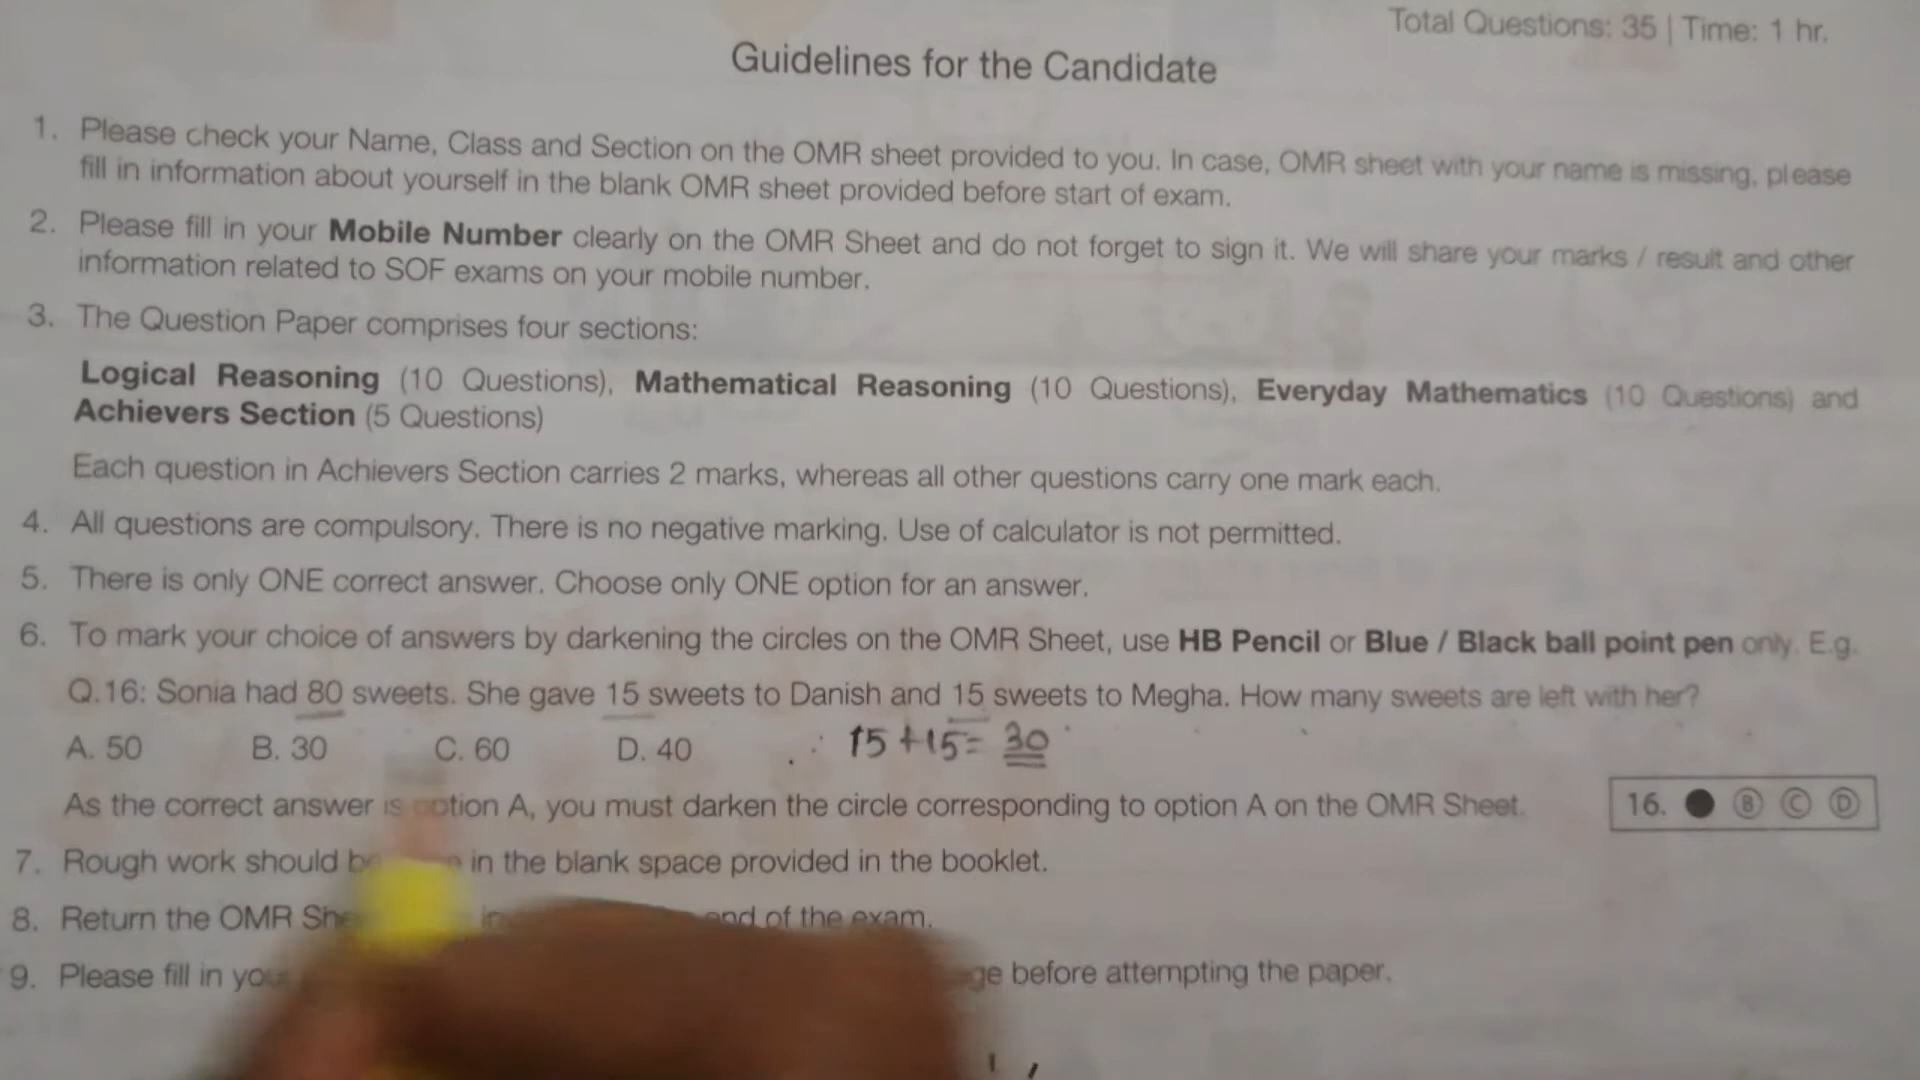 Total Questions: 35 | Time: 1 hr.
Guidelines for the Candidate
1. Please check your Name, Class and Section on the OMR sheet provided to you. In case, OMR sheet with your name is missing, please
fill in information about yourself in the blank OMR sheet provided before start of exam.
2. Please fill in your Mobile Number clearly on the OMR Sheet and do not forget to sign it. We will share your marks / result and other
information related to SOF exams on your mobile number.
3. The Question Paper comprises four sections:
Logical Reasoning (10 Questions), Mathematical Reasoning (10 Questions), Everyday Mathematics (10 Questions) and
Achievers Section (5 Questions)
Each question in Achievers Section carries 2 marks, whereas all other questions carry one mark each.
4. All questions are compulsory. There is no negative marking. Use of calculator is not permitted.
5. There is only ONE correct answer. Choose only ONE option for an answer.
6. To mark your choice of answers by darkening the circles on the OMR Sheet, use HB Pencil or Blue / Black ball point pen only. E.g.
Q.16: Sonia had 80 sweets. She gave 15 sweets to Danish and 15 sweets to Megha. How many sweets are left with her?
A. 50 B. 30 C. 60 D. 40 15+15= 30
As the correct answer is option A, you must darken the circle corresponding to option A on the OMR Sheet. 16. B C D
7. Rough work should in the blank space provided in the booklet.
8. Return the OMR end of the exam.
9. Please fill in before attempting the paper.